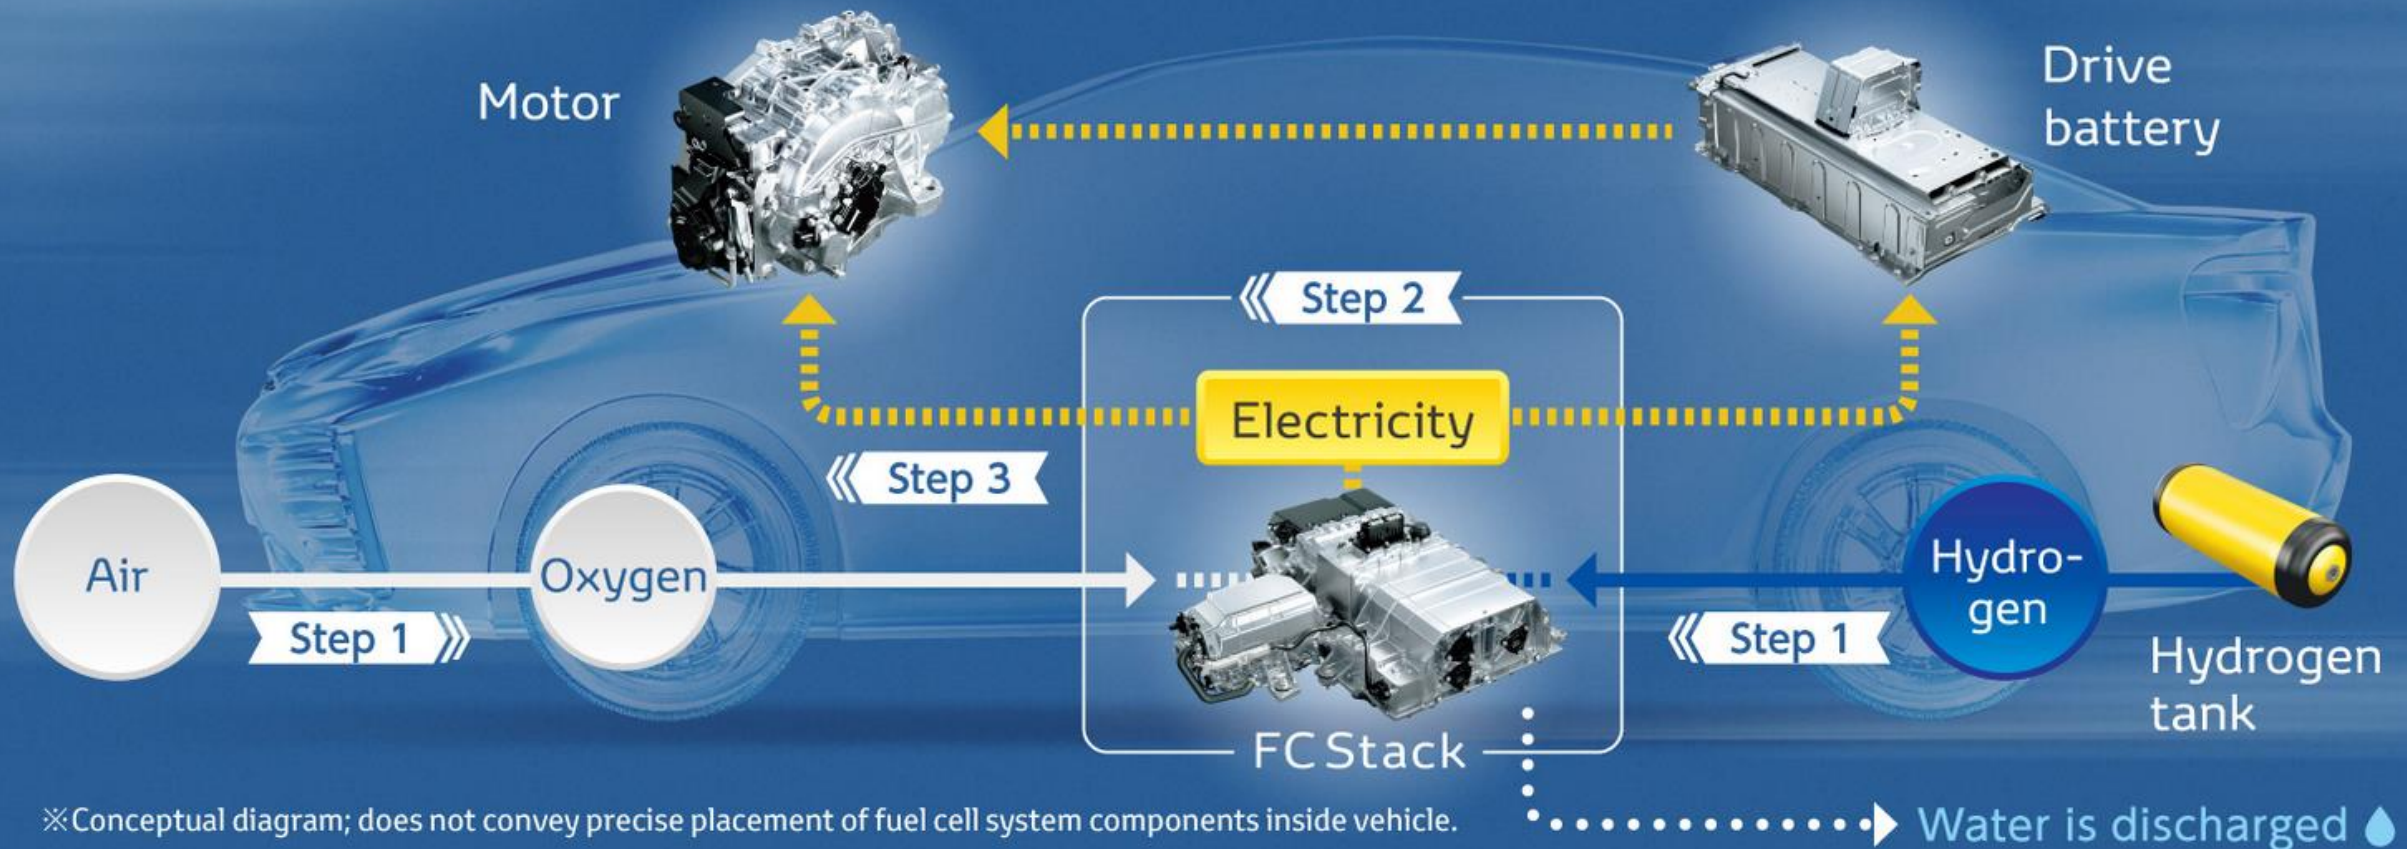 Motor
Drive
battery
Step 2
Electricity
Step 3
Air
Oxygen
Hydro-
gen
Step 1
Step 1
Hydrogen
tank
FC Stack
※Conceptual diagram; does not convey precise placement of fuel cell system components inside vehicle.
Water is discharged